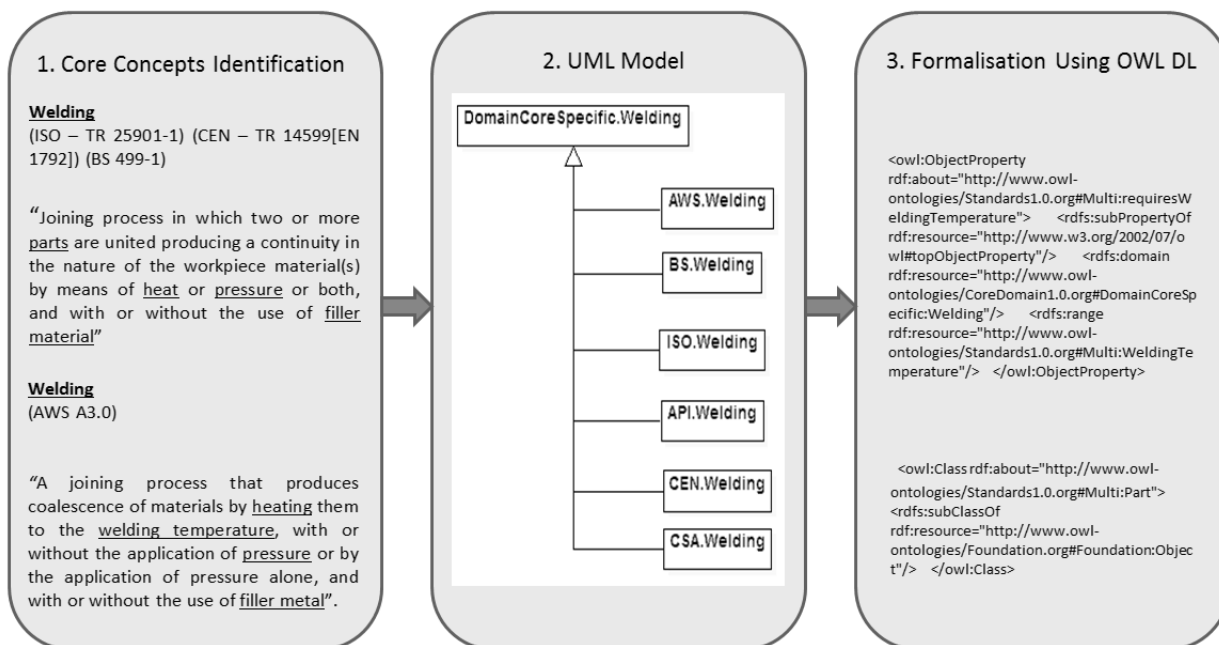 1. Core Concepts Identification
Welding
(ISO – TR 25901-1) (CEN – TR 14599[EN
1792]) (BS 499-1)
“Joining process in which two or more
parts are united producing a continuity in
the nature of the workpiece material(s)
by means of heat or pressure or both,
and with or without the use of filler
material”
Welding
(AWS A3.0)
“A joining process that produces
coalescence of materials by heating them
to the welding temperature, with or
without the application of pressure or by
the application of pressure alone, and
with or without the use of filler metal”.
2. UML Model
DomainCoreSpecific.Welding
AWS.Welding
BS.Welding
ISO.Welding
API.Welding
CEN.Welding
CSA.Welding
3. Formalisation Using OWL DL
<owl:ObjectProperty
rdf:about="http://www.owl-
ontologies/Standards1.0.org#Multi:requiresW
eldingTemperature"> <rdfs:subPropertyOf
rdf:resource="http://www.w3.org/2002/07/o
wl#topObjectProperty"/> <rdfs:domain
rdf:resource="http://www.owl-
ontologies/CoreDomain1.0.org#DomainCoreSp
ecific:Welding"/> <rdfs:range
rdf:resource="http://www.owl-
ontologies/Standards1.0.org#Multi:WeldingTe
mperature"/> </owl:ObjectProperty>
<owl:Class rdf:about="http://www.owl-
ontologies/Standards1.0.org#Multi:Part">
<rdfs:subClassOf
rdf:resource="http://www.owl-
ontologies/Foundation.org#Foundation:Objec
t"/> </owl:Class>